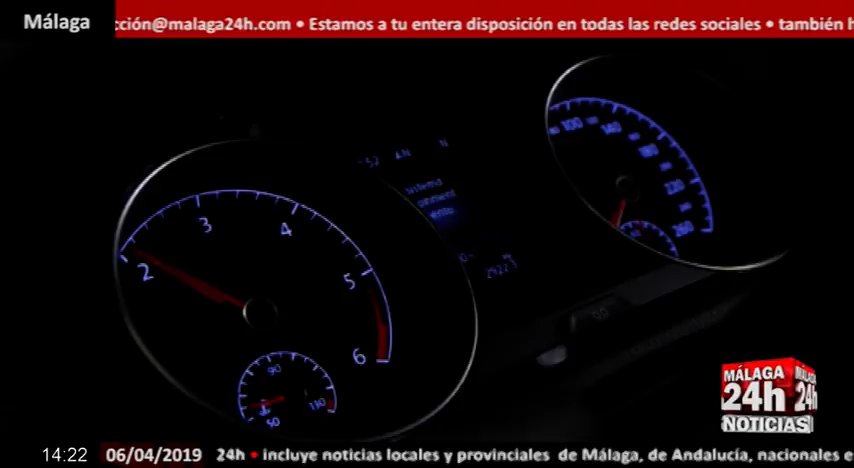 Málaga
cción@malaga24h.com • Estamos a tu entera disposición en todas las redes sociales • también h
100
140
180
220
260
3
4
2
5
6
90
50
130
MÁLAGA
24h
NOTICIAS
14:22 06/04/2019 24h • incluye noticias locales y provinciales de Málaga, de Andalucía, nacionales e